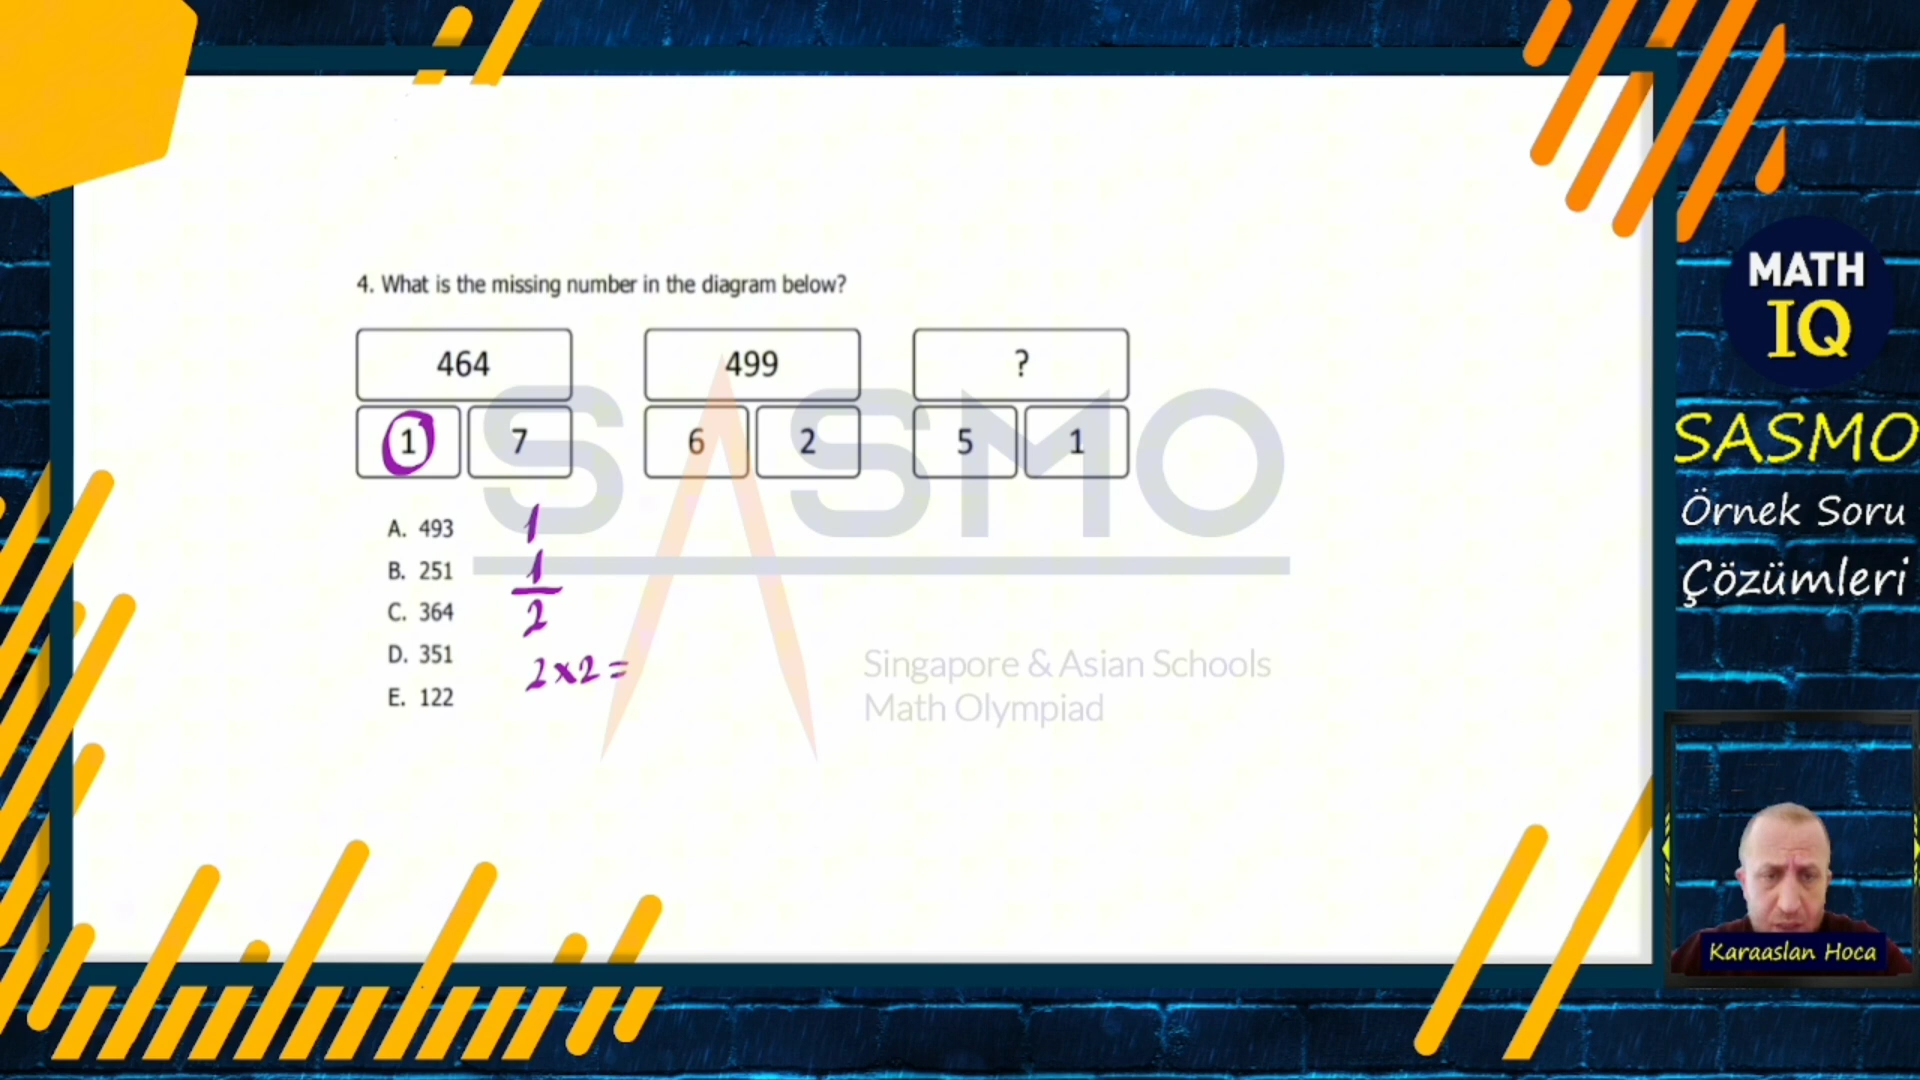 4. What is the missing number in the diagram below?
464 499 ?
1 7 6 2 5 1
A. 493
B. 251
C. 364
D. 351
E. 122
1
1
2
2x2=
SASMO
Singapore & Asian Schools
Math Olympiad
MATH
IQ
SASMO
Örnek Soru
Çözümleri
Karaaslan Hoca